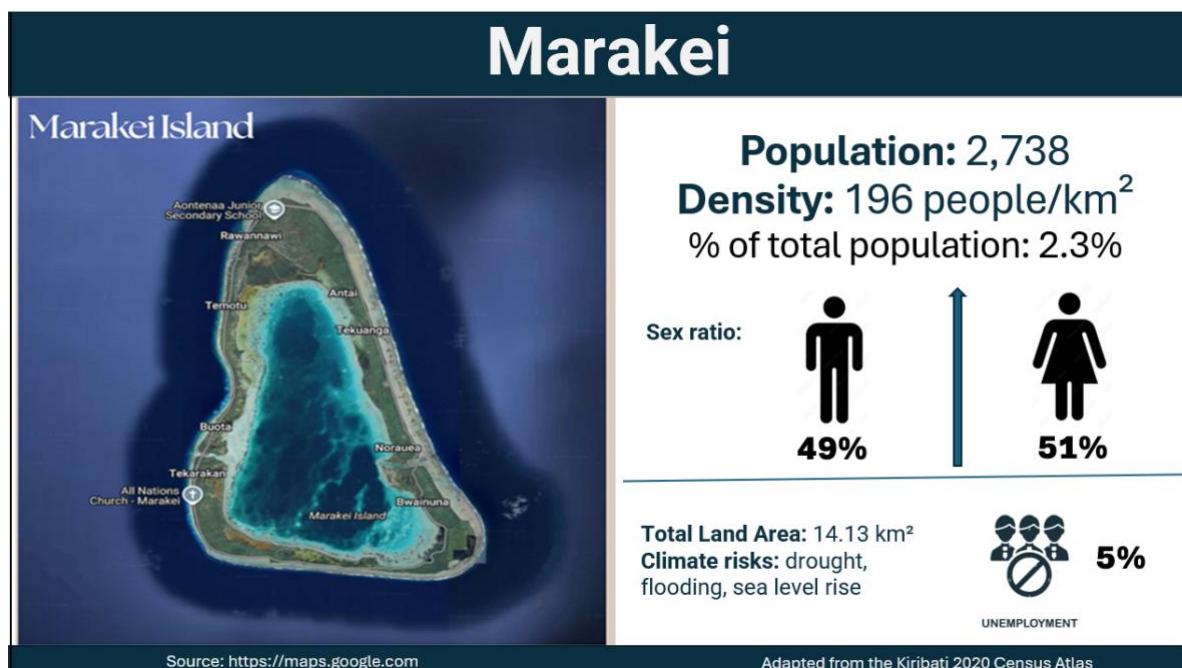 Marakei
Marakei Island
Aontenaa Junior
Secondary School
Rawannawi
Temotu
Antai
Tekuanga
Buota
Norauea
Tekarakan
All Nations
Church - Marakei
Bwainuna
Marakei Island
Population: 2,738
Density: 196 people/km²
% of total population: 2.3%
Sex ratio:
49%
51%
Total Land Area: 14.13 km²
Climate risks: drought,
flooding, sea level rise
5%
UNEMPLOYMENT
Source: https://maps.google.com
Adapted from the Kiribati 2020 Census Atlas